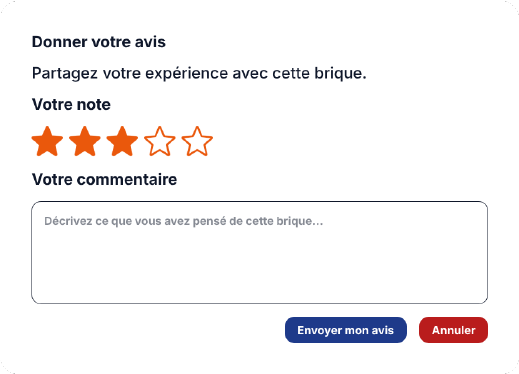 Donner votre avis
Partagez votre expérience avec cette brique.
Votre note
Votre commentaire
Décrivez ce que vous avez pensé de cette brique...
Envoyer mon avis
Annuler